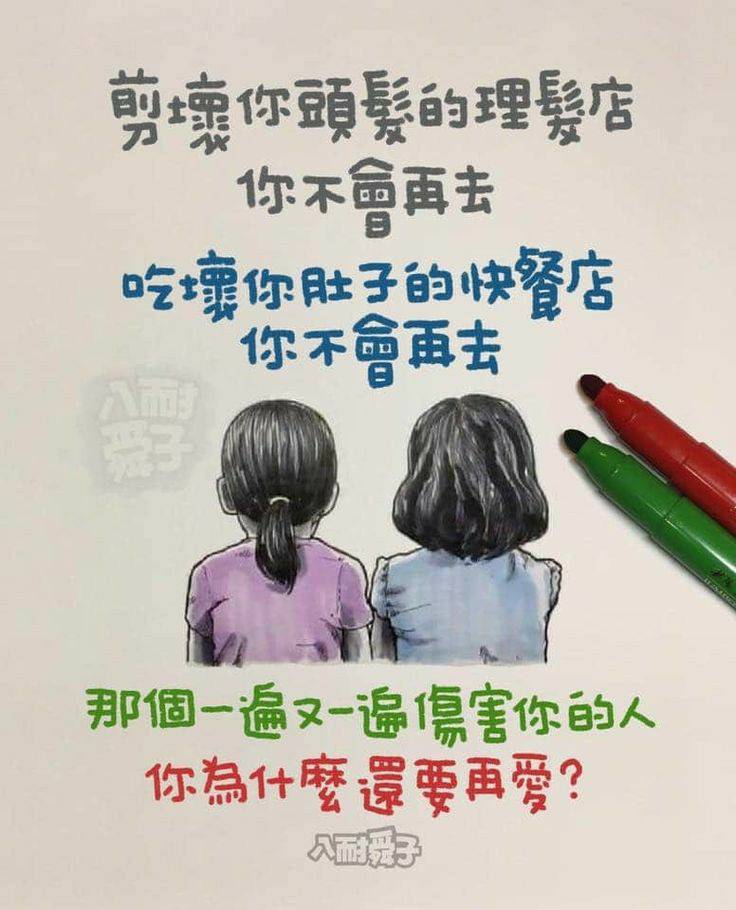 剪壞你頭髮的理髮店
你不會再去
吃壞你肚子的快餐店
你不會再去
八耐
舜子
那個一遍又一遍傷害你的人
你為什麼還要再愛?
八耐舜子